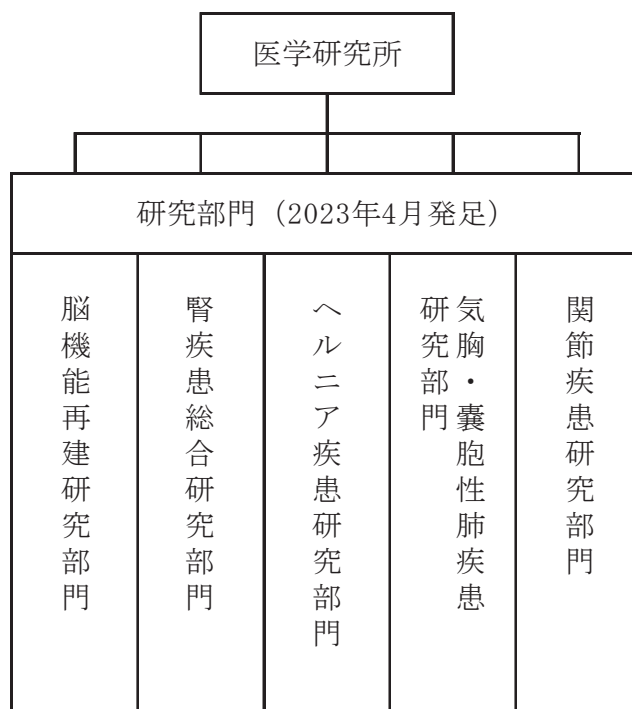 医学研究所
研究部門（2023年4月発足）
脳機能再建研究部門
腎疾患総合研究部門
ヘルニア疾患研究部門
気胸・嚢胞性肺疾患
研究部門
関節疾患研究部門